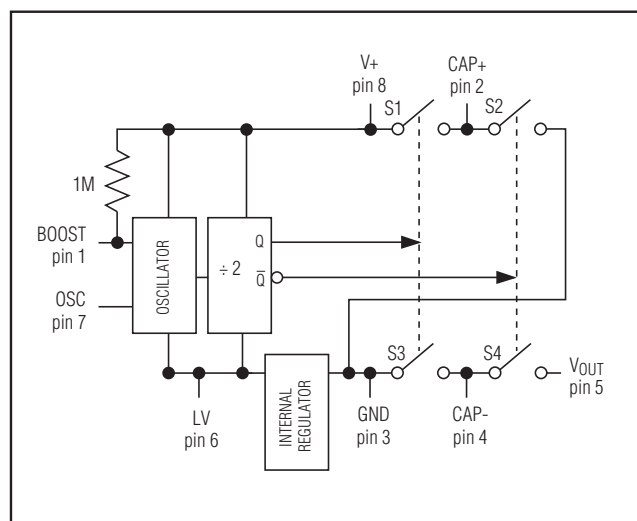 V+
pin 8
CAP+
pin 2
S1
S2
1M
BOOST
pin 1
OSC
pin 7
OSCILLATOR
÷ 2
Q
Q̅
S3
S4
VOUT
pin 5
INTERNAL
REGULATOR
LV
pin 6
GND
pin 3
CAP-
pin 4